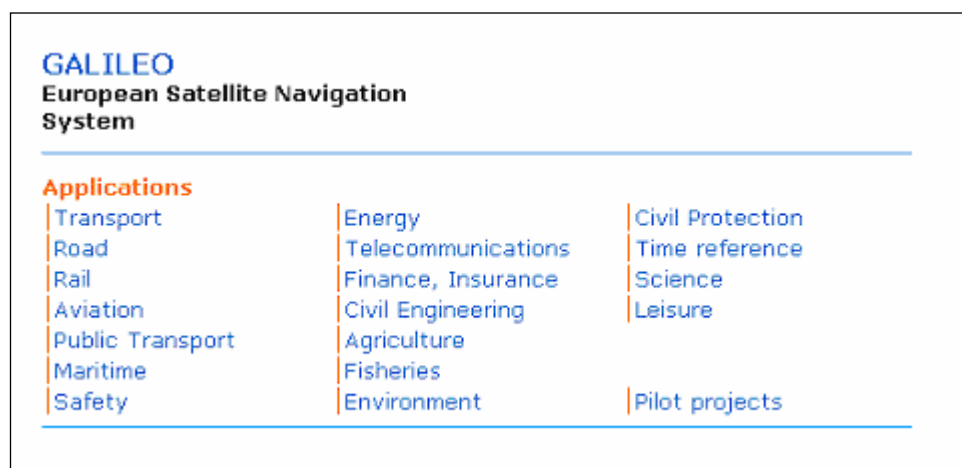 GALILEO
European Satellite Navigation
System
Applications
Transport
Road
Rail
Aviation
Public Transport
Maritime
Safety
Energy
Telecommunications
Finance, Insurance
Civil Engineering
Agriculture
Fisheries
Environment
Civil Protection
Time reference
Science
Leisure
Pilot projects